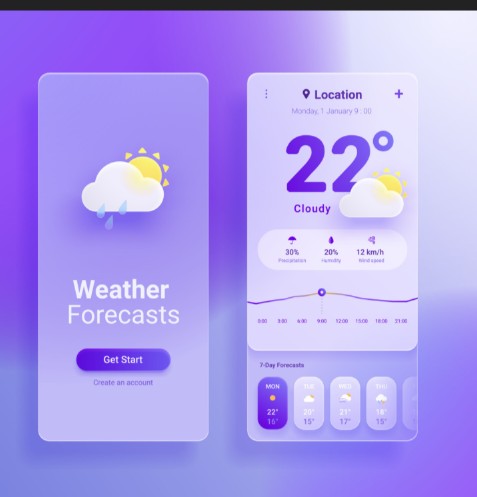 Weather
Forecasts
Get Start
Create an account
Location
Monday, 1 January 9 : 00
22°
Cloudy
30% 20% 12 km/h
Precipitation Humidity Wind speed
3:00 6:00 9:00 12:00 15:00 18:00 21:00
7-Day Forecasts
MON TUE WED THU
22° 20° 21° 18°
16° 15° 17° 15°